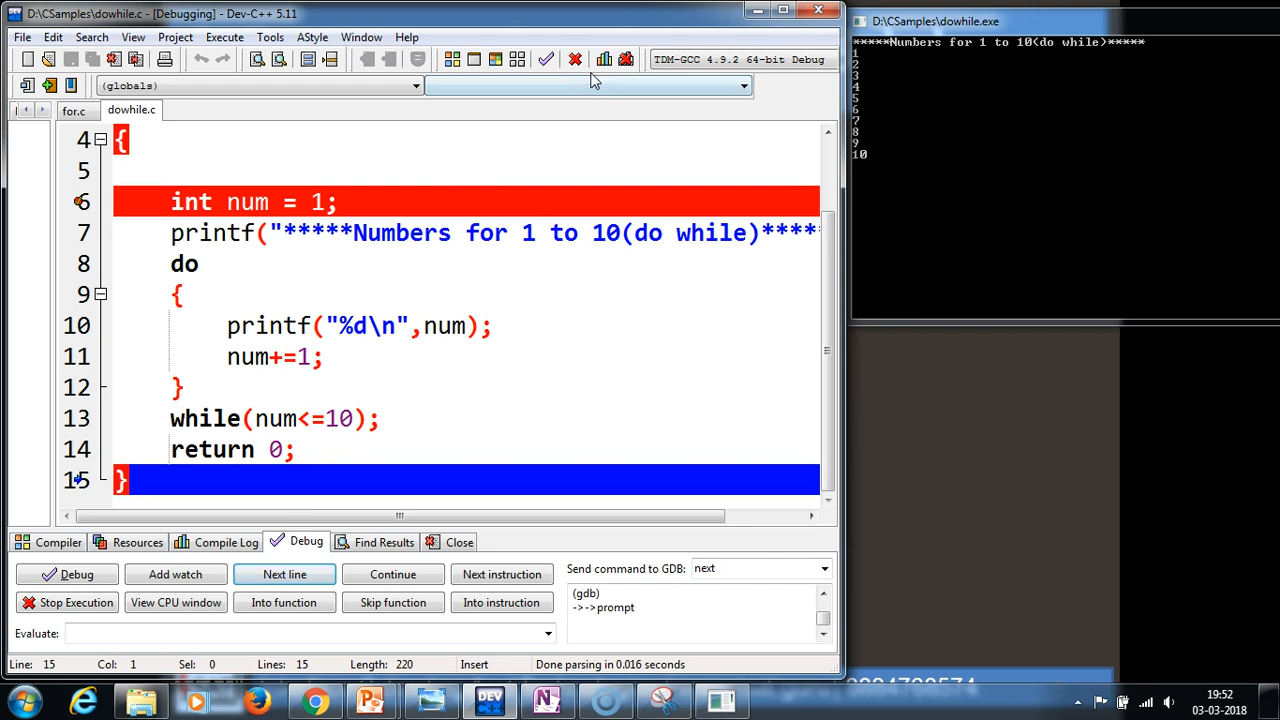 D:\CSamples\dowhile.c - [Debugging] - Dev-C++ 5.11
File Edit Search View Project Execute Tools AStyle Window Help
TDM-GCC 4.9.2 64-bit Debug
(globals)
for.c dowhile.c
4 {
5
6 int num = 1;
7 printf("*****Numbers for 1 to 10(do while)****
8 do
9 {
10 printf("%d\n",num);
11 num+=1;
12 }
13 while(num<=10);
14 return 0;
15 }
Compiler Resources Compile Log Debug Find Results Close
Debug Add watch Next line Continue Next instruction
Send command to GDB: next
Stop Execution View CPU window Into function Skip function Into instruction
(gdb)
->->prompt
Evaluate:
Line: 15 Col: 1 Sel: 0 Lines: 15 Length: 220 Insert Done parsing in 0.016 seconds
D:\CSamples\dowhile.exe
*****Numbers for 1 to 10(do while)*****
1
2
3
4
5
6
7
8
9
10
DEV C++
19:52
03-03-2018